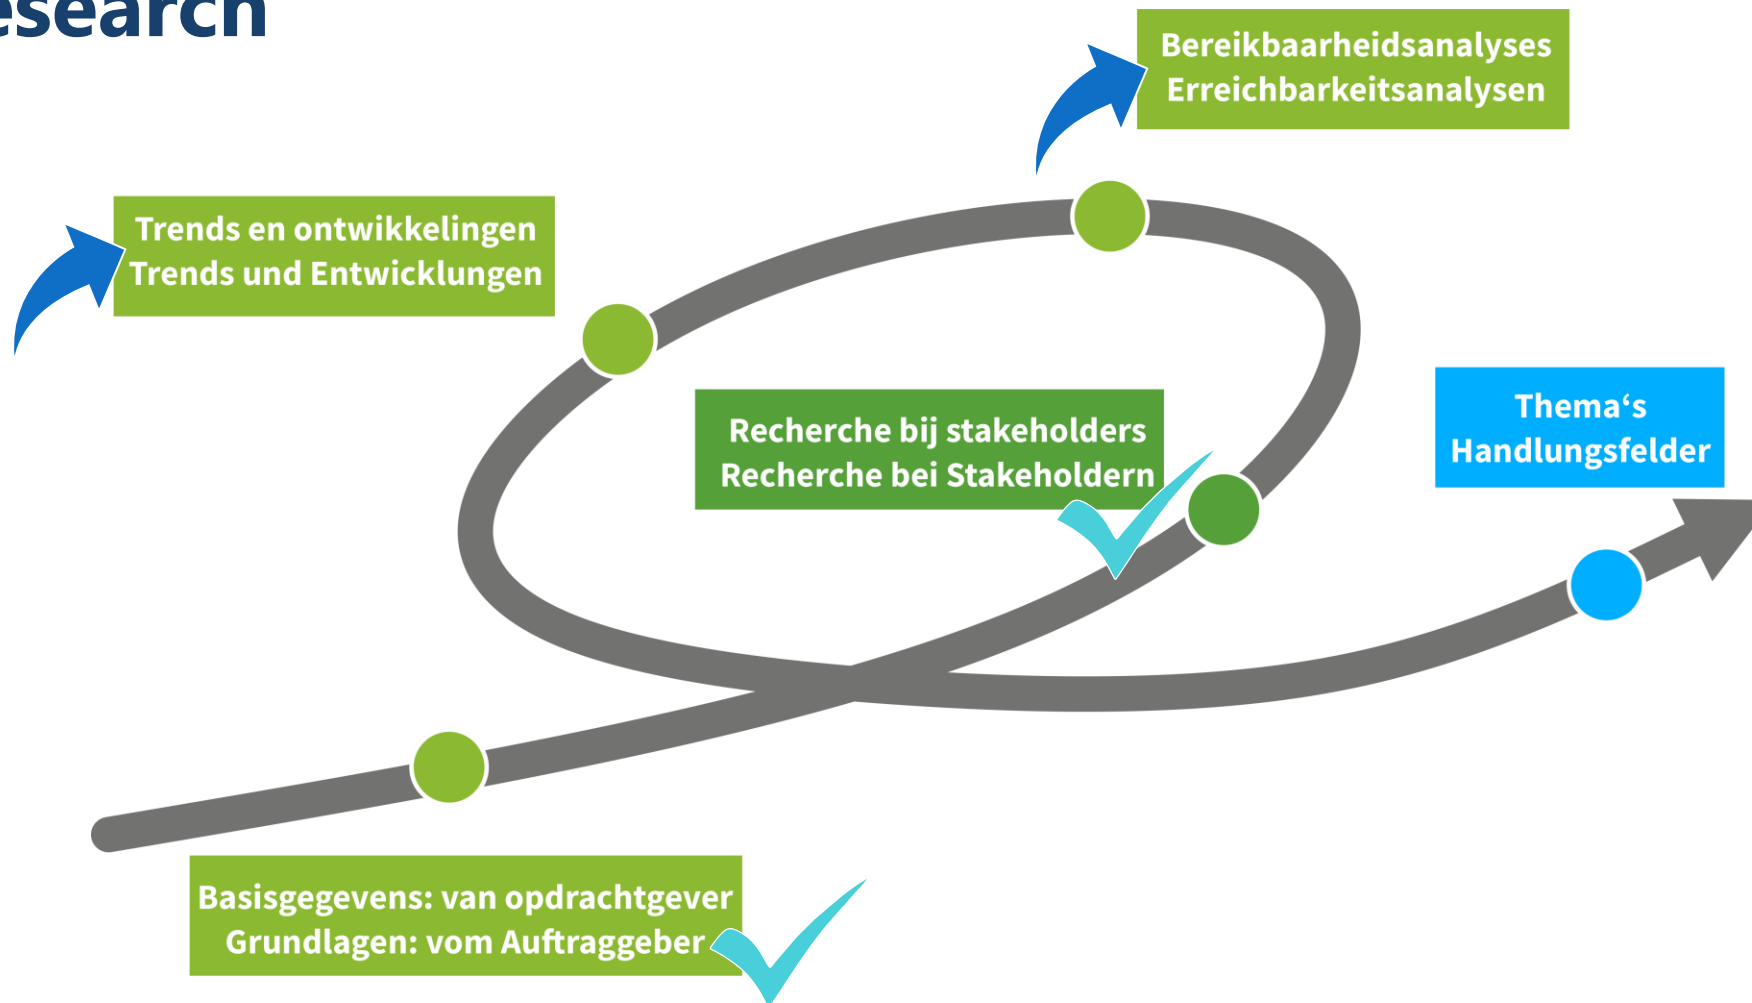 esearch
Bereikbaarheidsanalyses
Erreichbarkeitsanalysen
Trends en ontwikkelingen
Trends und Entwicklungen
Recherche bij stakeholders
Recherche bei Stakeholdern
Thema‘s
Handlungsfelder
Basisgegevens: van opdrachtgever
Grundlagen: vom Auftraggeber